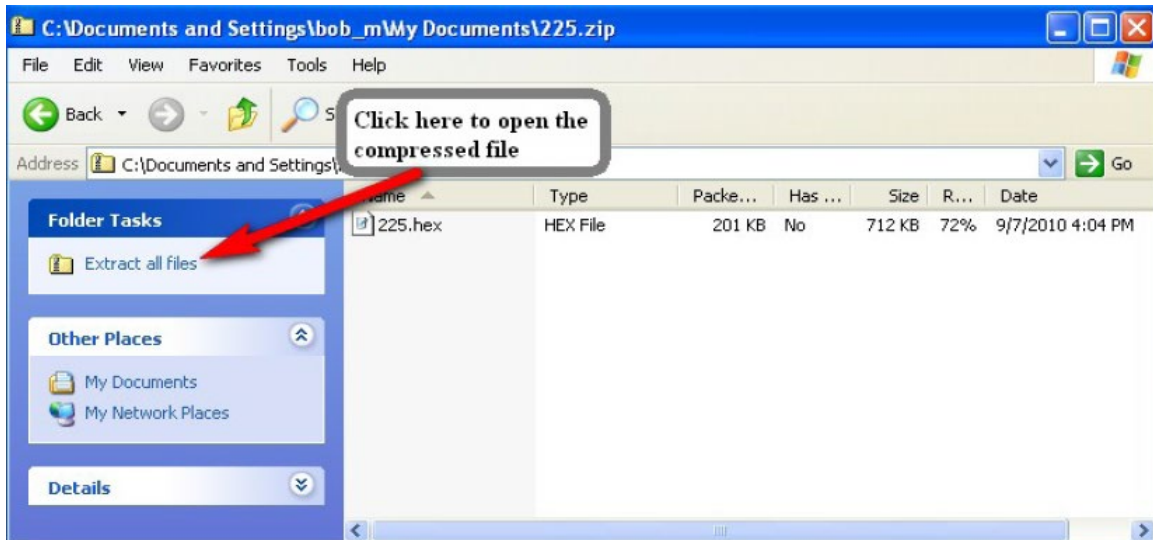 C:\Documents and Settings\bob_m\My Documents\225.zip
File Edit View Favorites Tools Help
Back
Click here to open the
compressed file
Address C:\Documents and Settings\ Go
Folder Tasks
Extract all files
Other Places
My Documents
My Network Places
Details
Name Type Packe... Has ... Size R... Date
225.hex HEX File 201 KB No 712 KB 72% 9/7/2010 4:04 PM